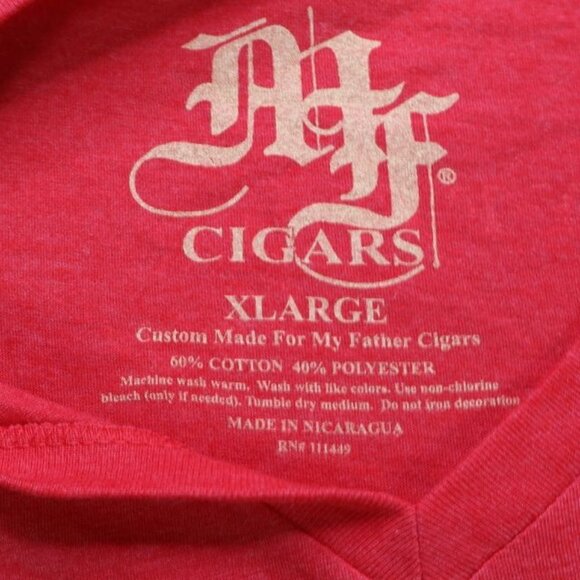 MF®
CIGARS
XLARGE
Custom Made For My Father Cigars
60% COTTON 40% POLYESTER
Machine wash warm. Wash with like colors. Use non-chlorine
bleach (only if needed). Tumble dry medium. Do not iron decoration
MADE IN NICARAGUA
RN# 111449